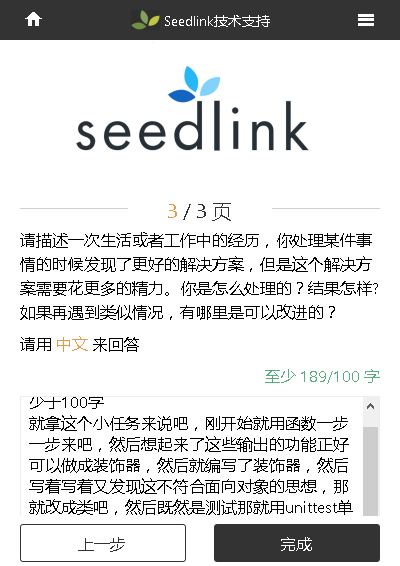 Seedlink技术支持
seedlink
3 / 3 页
请描述一次生活或者工作中的经历，你处理某件事
情的时候发现了更好的解决方案，但是这个解决方
案需要花更多的精力。你是怎么处理的？结果怎样?
如果再遇到类似情况，有哪里是可以改进的？
请用 中文 来回答
至少 189/100 字
少于100字
就拿这个小任务来说吧，刚开始就用函数一步
一步来吧，然后想起来了这些输出的功能正好
可以做成装饰器，然后就编写了装饰器，然后
写着写着又发现这不符合面向对象的思想，那
就改成类吧，然后既然是测试那就用unittest单
上一步
完成